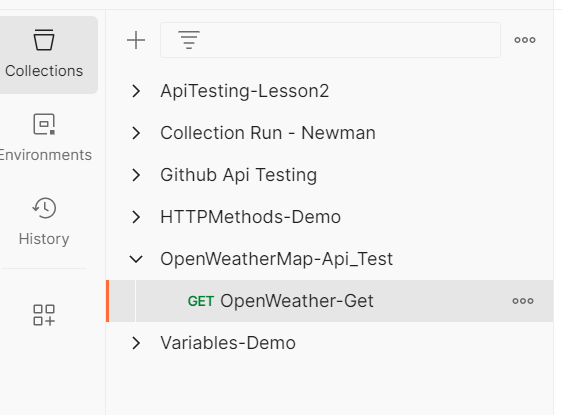 Collections
Environments
History
ApiTesting-Lesson2
Collection Run - Newman
Github Api Testing
HTTPMethods-Demo
OpenWeatherMap-Api_Test
GET OpenWeather-Get
Variables-Demo